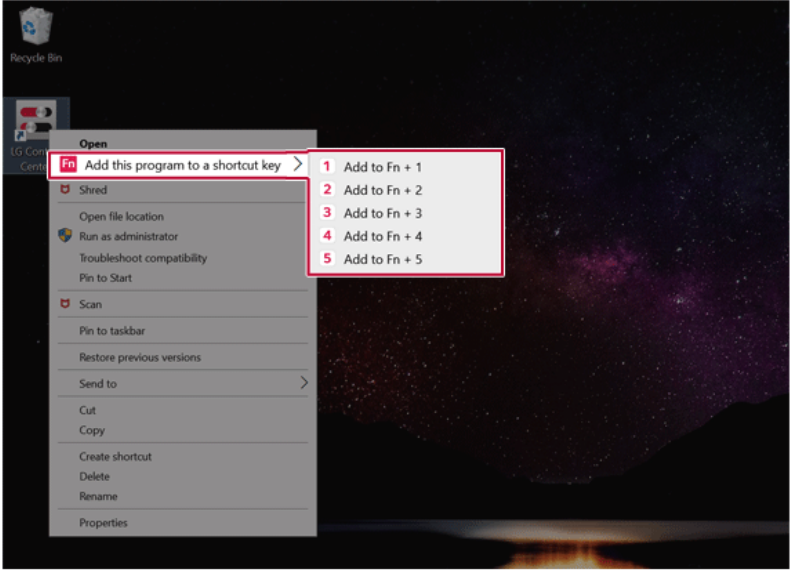 Recycle Bin
LG Con
Cente
Open
Fn Add this program to a shortcut key
1 Add to Fn + 1
2 Add to Fn + 2
3 Add to Fn + 3
4 Add to Fn + 4
5 Add to Fn + 5
Shred
Open file location
Run as administrator
Troubleshoot compatibility
Pin to Start
Scan
Pin to taskbar
Restore previous versions
Send to
Cut
Copy
Create shortcut
Delete
Rename
Properties